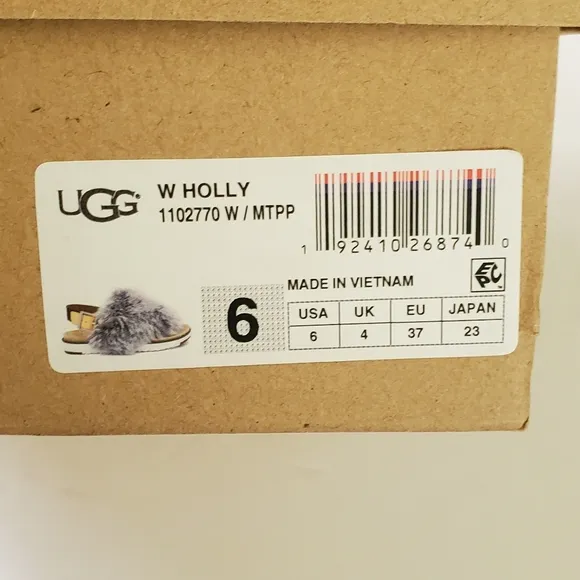 UGG
W HOLLY
1102770 W / MTPP
1 92410 26874 0
MADE IN VIETNAM
EPC
6
USA UK EU JAPAN
6 4 37 23